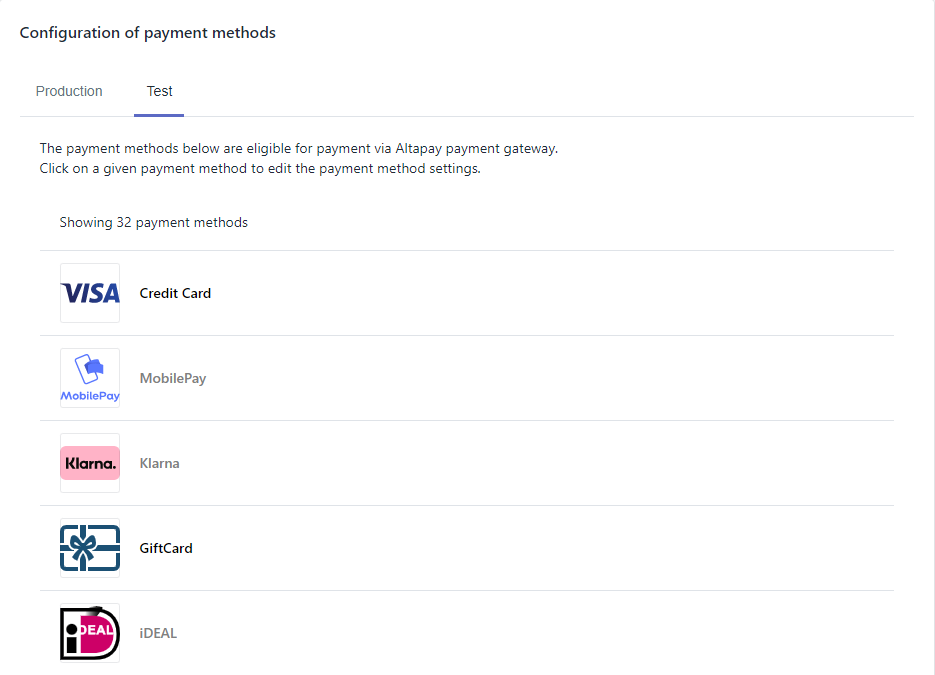 Configuration of payment methods
Production
Test
The payment methods below are eligible for payment via Altapay payment gateway.
Click on a given payment method to edit the payment method settings.
Showing 32 payment methods
VISA
Credit Card
MobilePay
MobilePay
Klarna.
Klarna
GiftCard
iDEAL
iDEAL